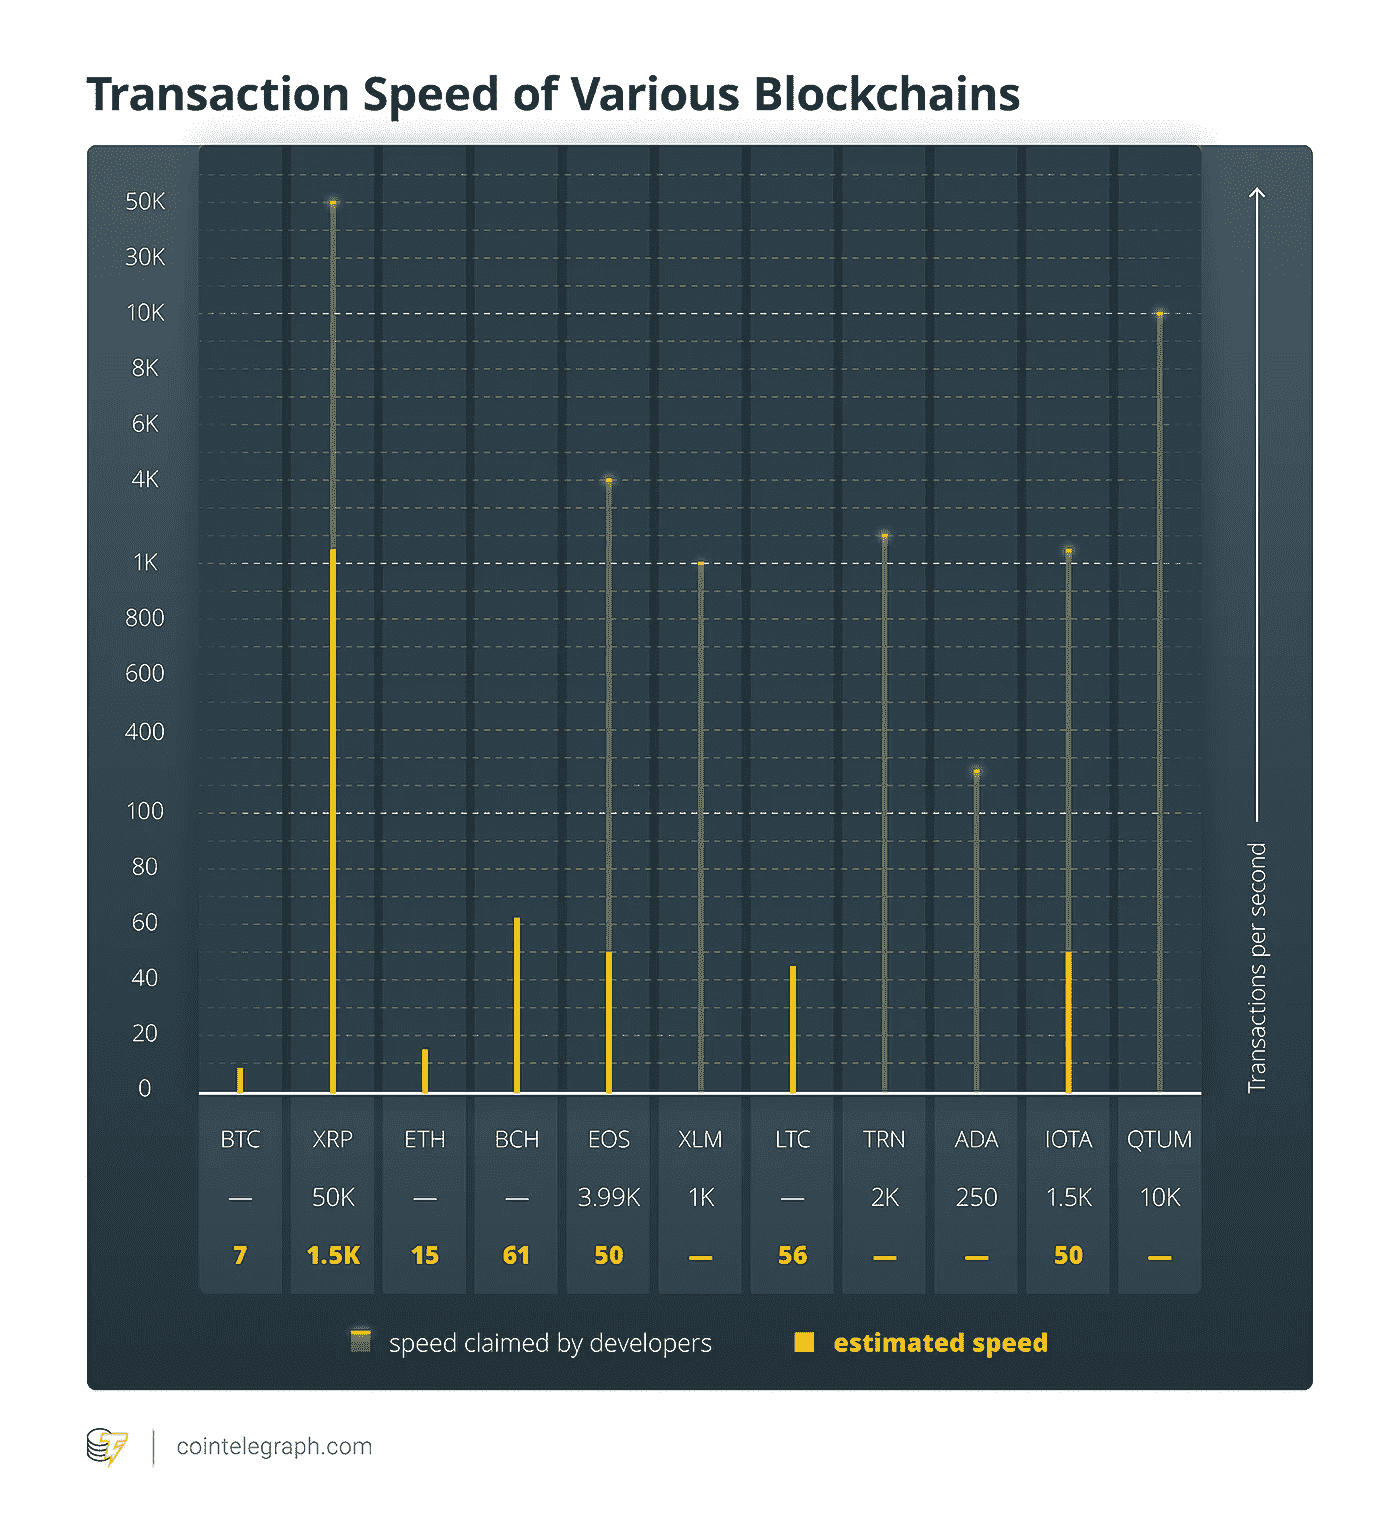 Transaction Speed of Various Blockchains
50K
30K
10K
8K
6K
4K
1K
800
600
400
100
80
60
40
20
0
Transactions per second
BTC XRP ETH BCH EOS XLM LTC TRN ADA IOTA QTUM
— 50K — — 3.99K 1K — 2K 250 1.5K 10K
7 1.5K 15 61 50 — 56 — — 50 —
speed claimed by developers estimated speed
cointelegraph.com